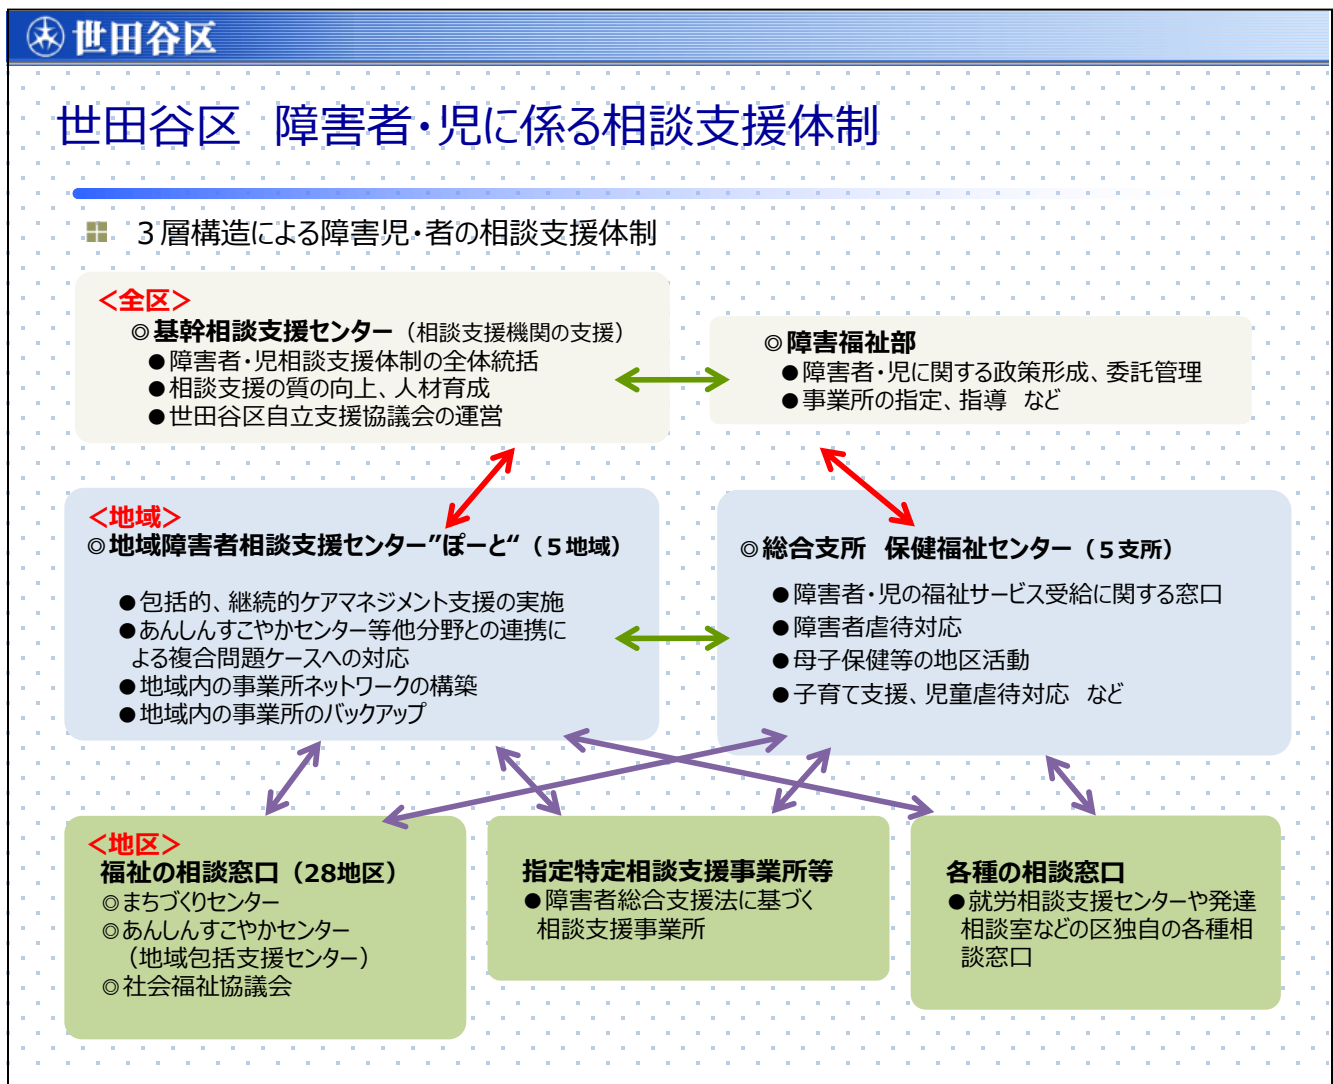 世田谷区
世田谷区　障害者・児に係る相談支援体制
３層構造による障害児・者の相談支援体制
＜全区＞
◎基幹相談支援センター（相談支援機関の支援）
●障害者・児相談支援体制の全体統括
●相談支援の質の向上、人材育成
●世田谷区自立支援協議会の運営
◎障害福祉部
●障害者・児に関する政策形成、委託管理
●事業所の指定、指導　など
＜地域＞
◎地域障害者相談支援センター”ぽーと“（５地域）
●包括的、継続的ケアマネジメント支援の実施
●あんしんすこやかセンター等他分野との連携に
よる複合問題ケースへの対応
●地域内の事業所ネットワークの構築
●地域内の事業所のバックアップ
◎総合支所　保健福祉センター（５支所）
●障害者・児の福祉サービス受給に関する窓口
●障害者虐待対応
●母子保健等の地区活動
●子育て支援、児童虐待対応　など
＜地区＞
福祉の相談窓口（28地区）
◎まちづくりセンター
◎あんしんすこやかセンター
（地域包括支援センター）
◎社会福祉協議会
指定特定相談支援事業所等
●障害者総合支援法に基づく
相談支援事業所
各種の相談窓口
●就労相談支援センターや発達
相談室などの区独自の各種相
談窓口